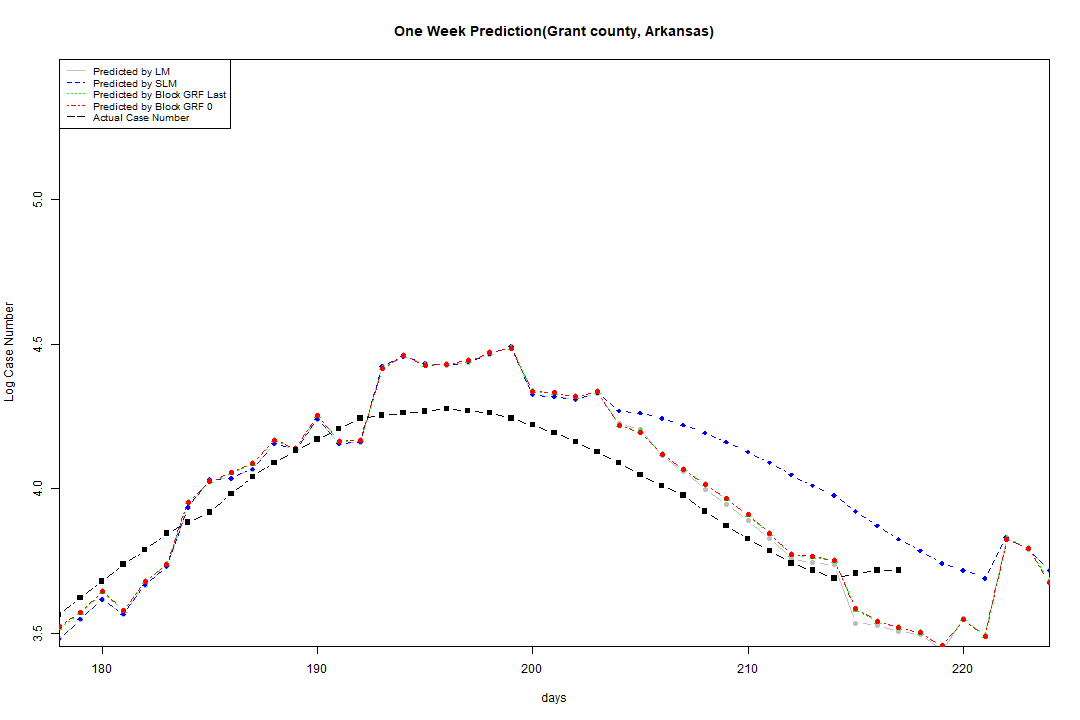 One Week Prediction(Grant county, Arkansas)
Predicted by LM
Predicted by SLM
Predicted by Block GRF Last
Predicted by Block GRF 0
Actual Case Number
5.0
4.5
4.0
3.5
Log Case Number
180 190 200 210 220
days